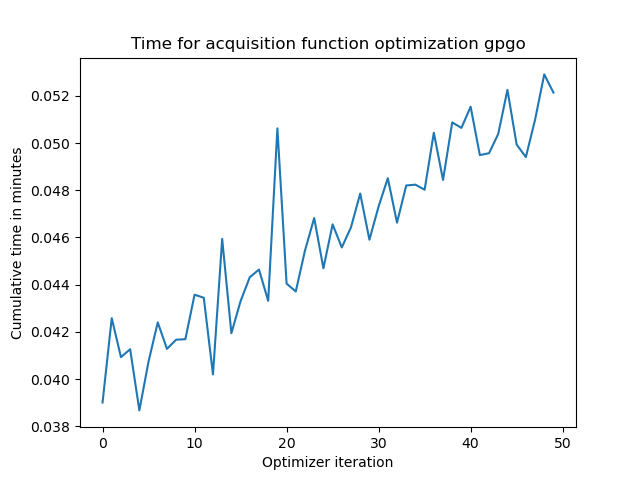 Time for acquisition function optimization gpgo
Cumulative time in minutes
0.052
0.050
0.048
0.046
0.044
0.042
0.040
0.038
0 10 20 30 40 50
Optimizer iteration